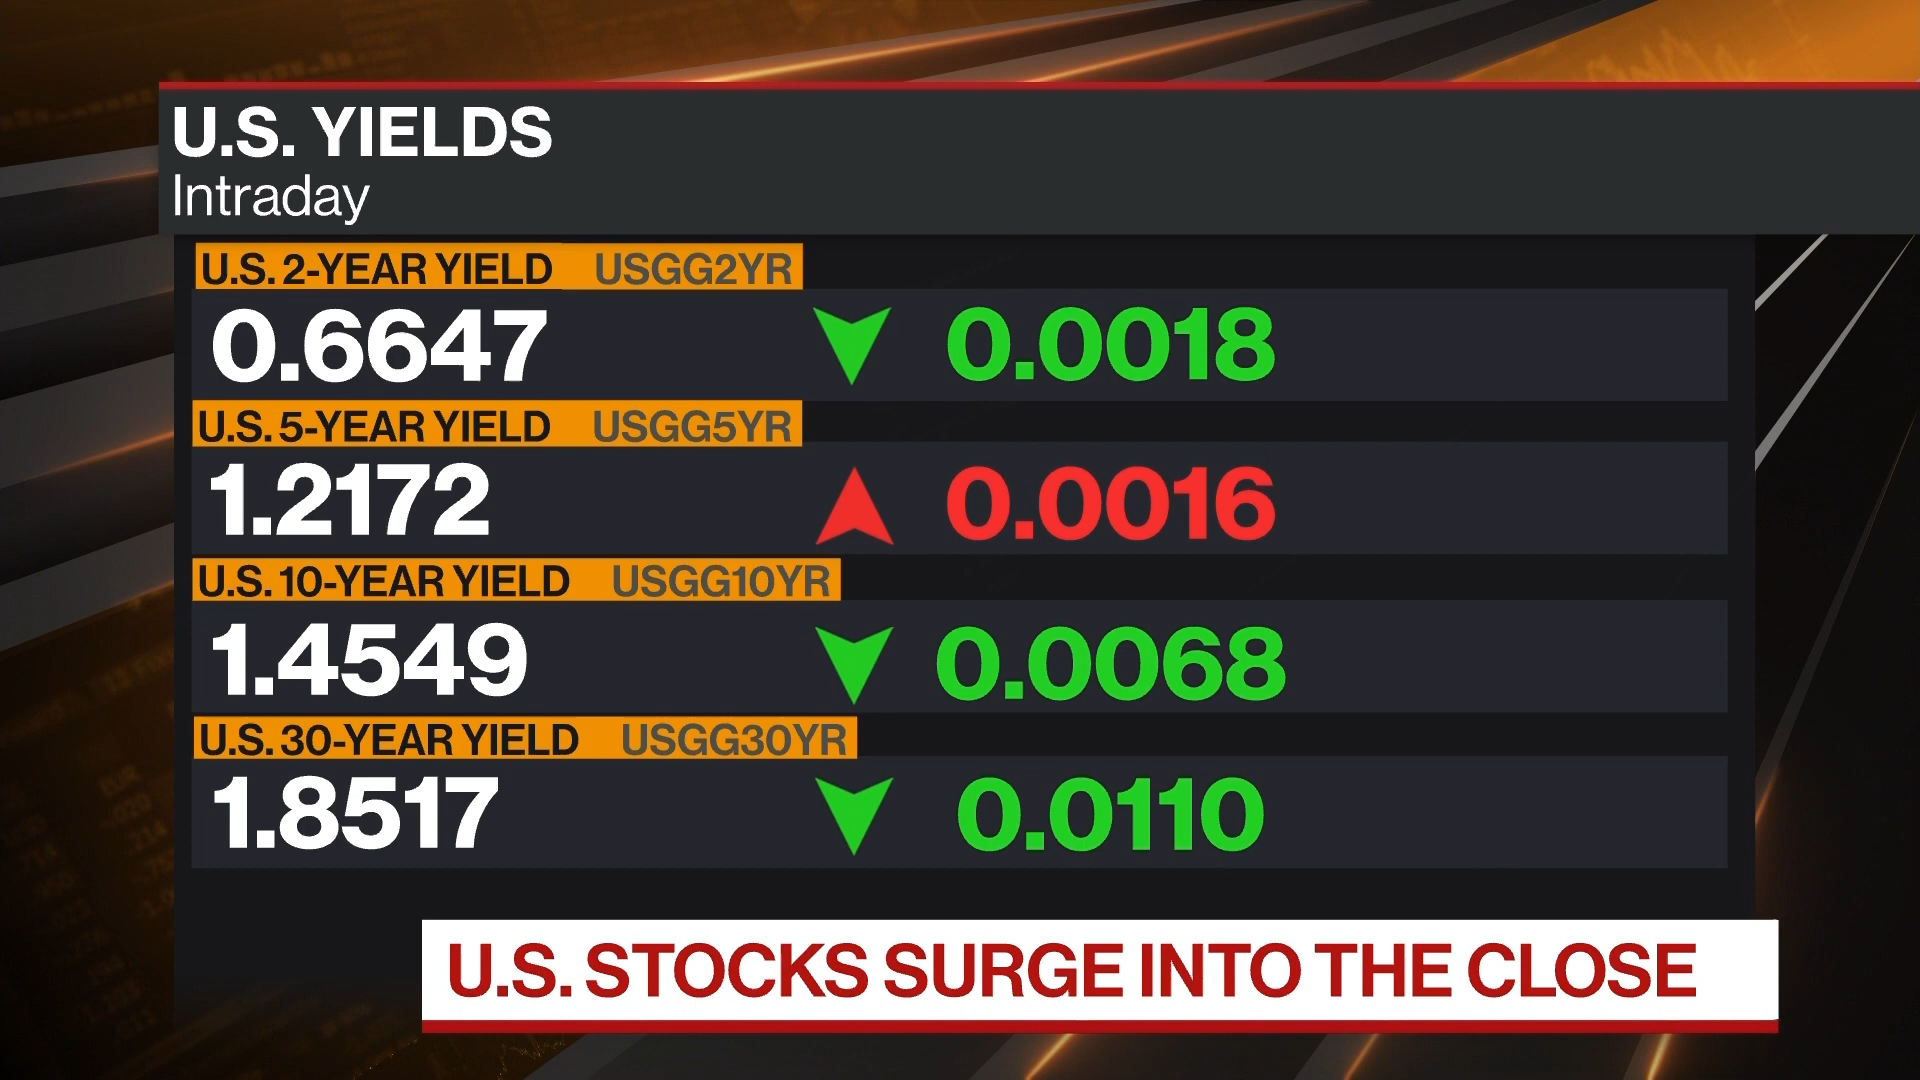 U.S. YIELDS
Intraday
U.S. 2-YEAR YIELD USGG2YR
0.6647 0.0018
U.S. 5-YEAR YIELD USGG5YR
1.2172 0.0016
U.S. 10-YEAR YIELD USGG10YR
1.4549 0.0068
U.S. 30-YEAR YIELD USGG30YR
1.8517 0.0110
U.S. STOCKS SURGE INTO THE CLOSE